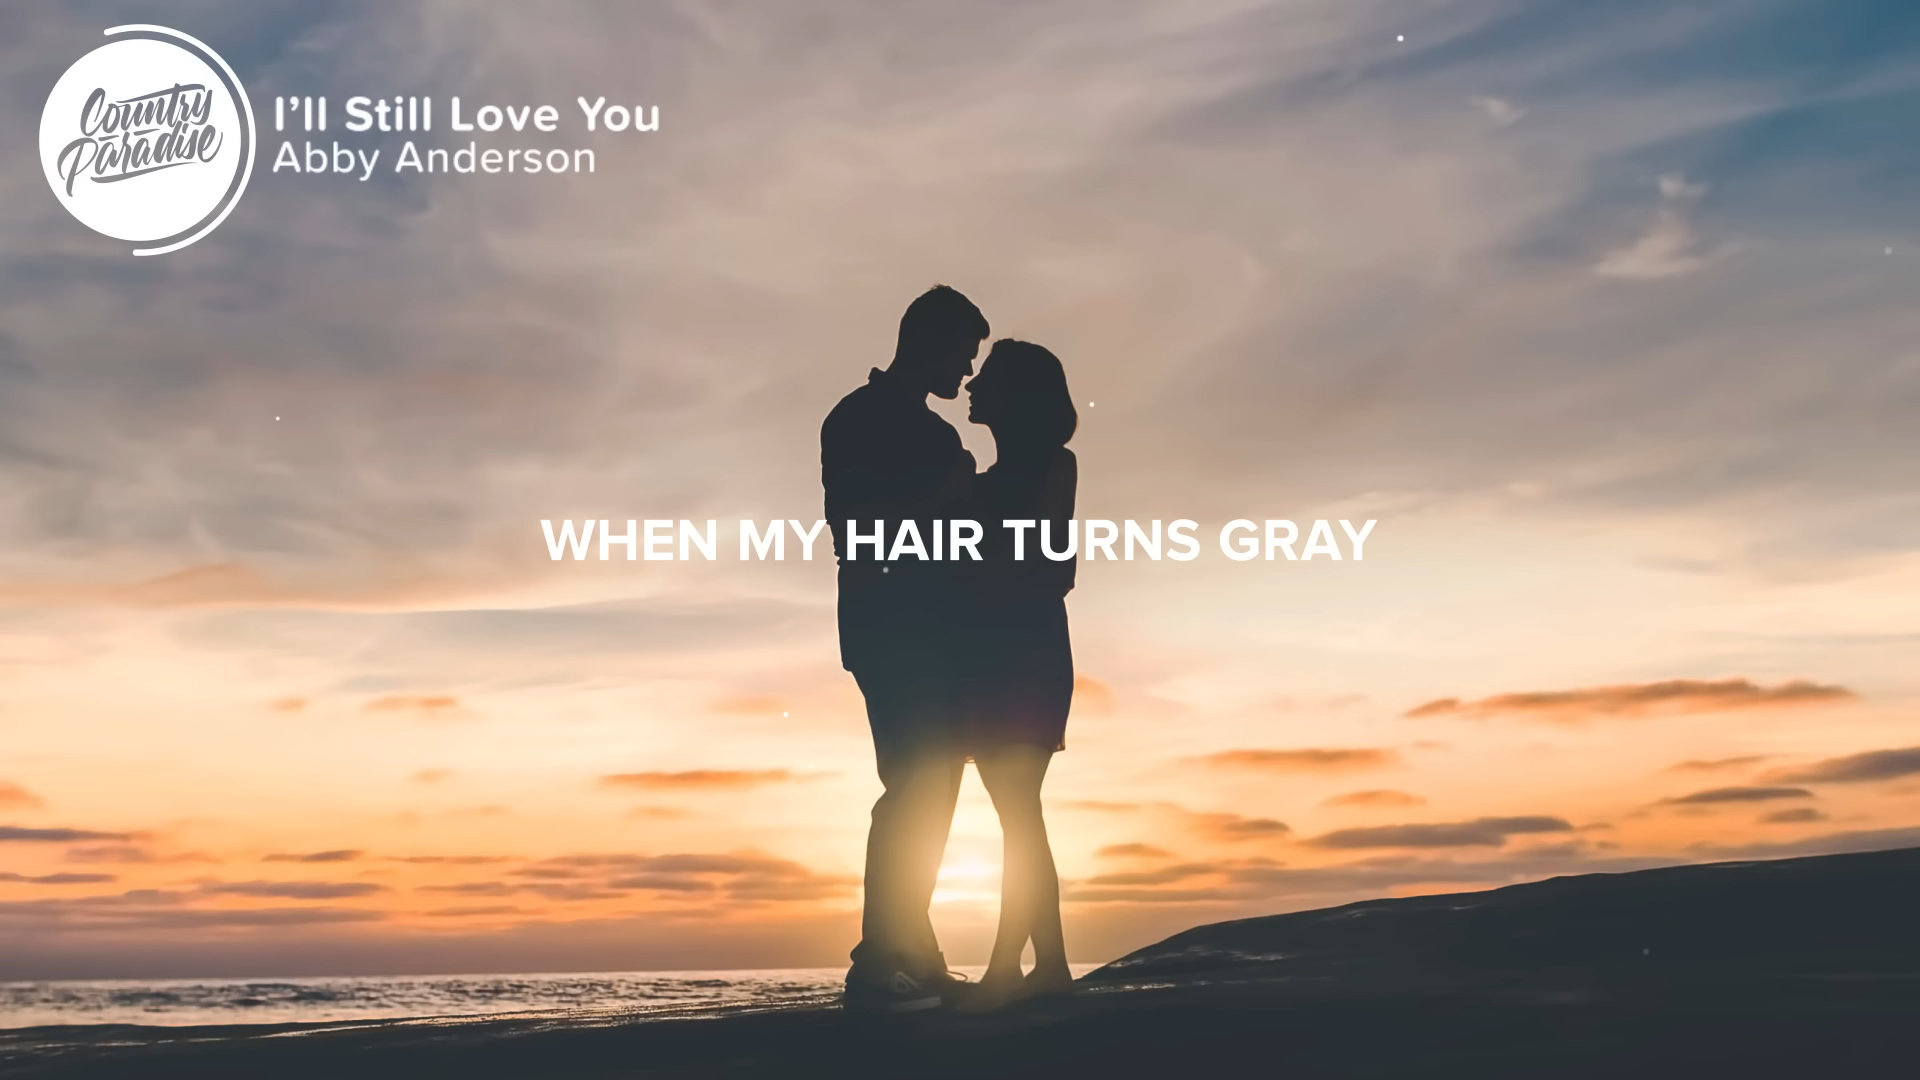 Country
Paradise
I'll Still Love You
Abby Anderson
WHEN MY HAIR TURNS GRAY